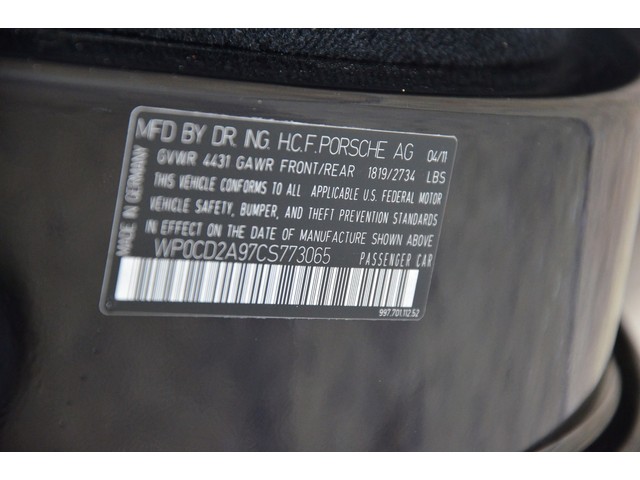 MFD BY DR. ING. H.C.F. PORSCHE AG 04/11
GVWR 4431 GAWR FRONT/REAR 1819/2734 LBS
THIS VEHICLE CONFORMS TO ALL APPLICABLE U.S. FEDERAL MOTOR
VEHICLE SAFETY, BUMPER, AND THEFT PREVENTION STANDARDS
IN EFFECT ON THE DATE OF MANUFACTURE SHOWN ABOVE
WP0CD2A97CS773065 PASSENGER CAR
997.701.112.52
MADE IN GERMANY